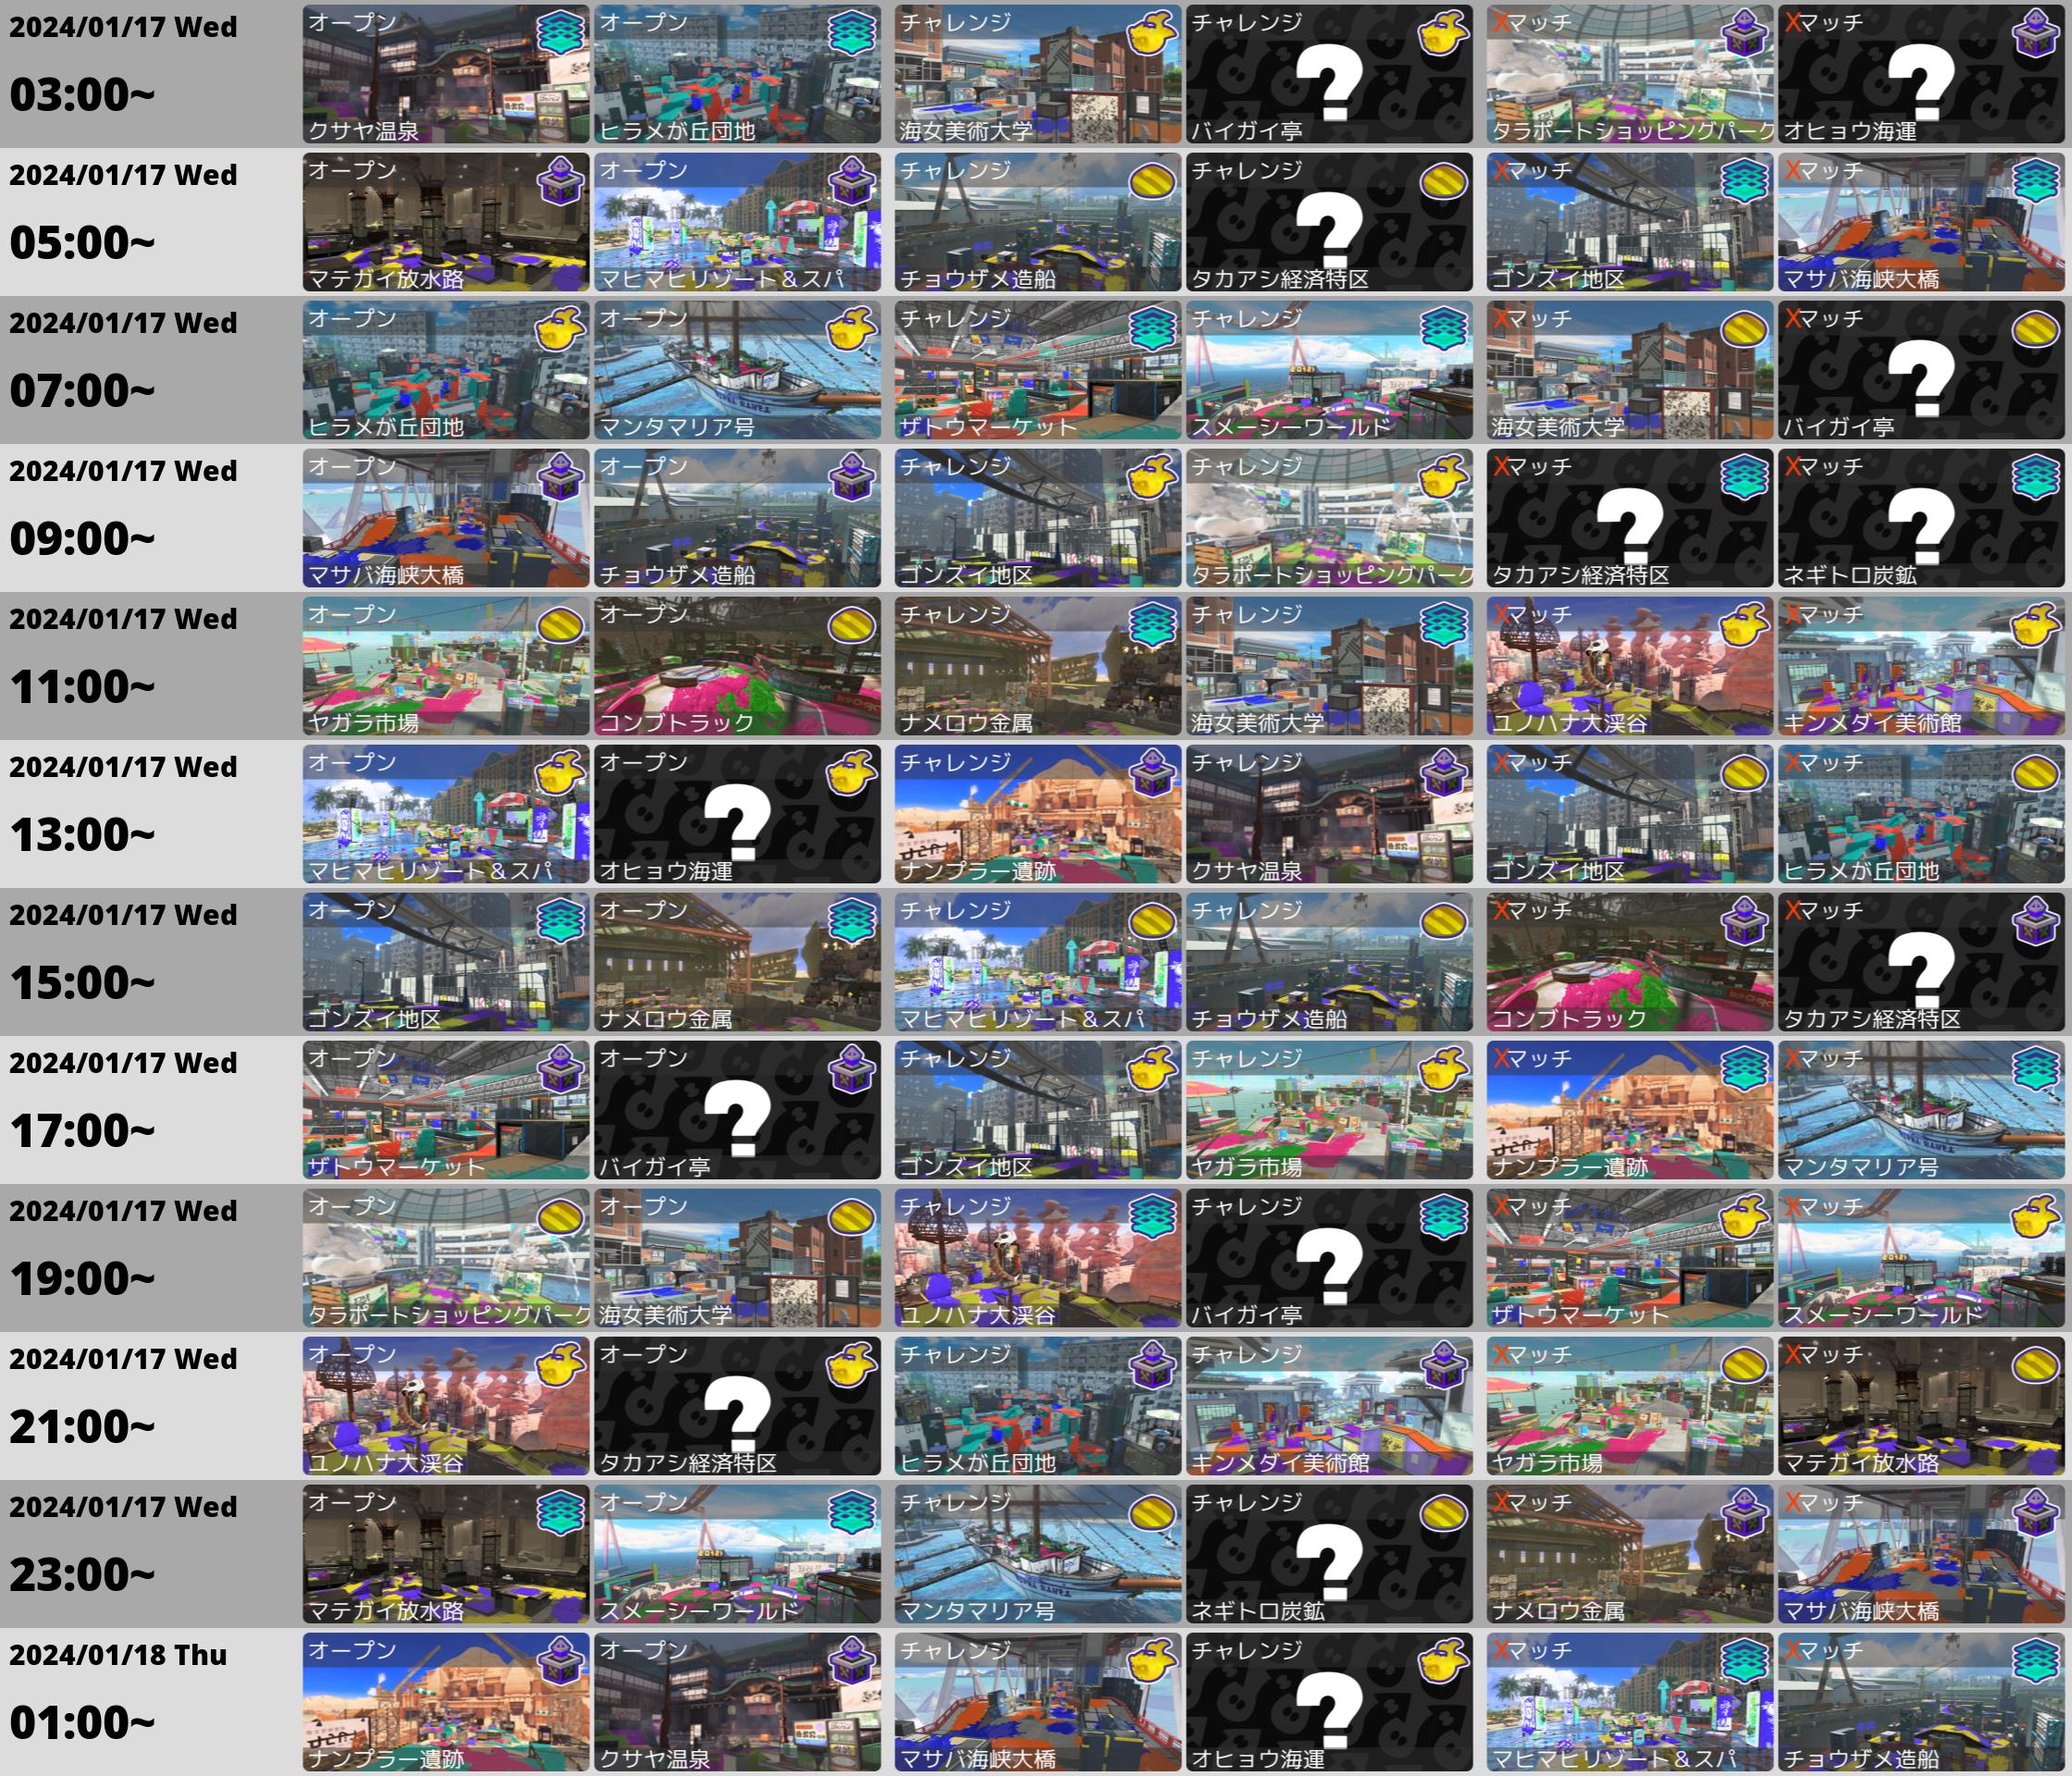 2024/01/17 Wed
03:00~
オープン
クサヤ温泉
オープン
ヒラメが丘団地
チャレンジ
海女美術大学
チャレンジ
バイガイ亭
Xマッチ
タラポートショッピングパーク
Xマッチ
オヒョウ海運
2024/01/17 Wed
05:00~
オープン
マテガイ放水路
オープン
マヒマヒリゾート＆スパ
チャレンジ
チョウザメ造船
チャレンジ
タカアシ経済特区
Xマッチ
ゴンズイ地区
Xマッチ
マサバ海峡大橋
2024/01/17 Wed
07:00~
オープン
ヒラメが丘団地
オープン
マンタマリア号
チャレンジ
ザトウマーケット
チャレンジ
スメーシーワールド
Xマッチ
海女美術大学
Xマッチ
バイガイ亭
2024/01/17 Wed
09:00~
オープン
マサバ海峡大橋
オープン
チョウザメ造船
チャレンジ
ゴンズイ地区
チャレンジ
タラポートショッピングパーク
Xマッチ
タカアシ経済特区
Xマッチ
ネギトロ炭鉱
2024/01/17 Wed
11:00~
オープン
ヤガラ市場
オープン
コンブトラック
チャレンジ
ナメロウ金属
チャレンジ
海女美術大学
Xマッチ
ユノハナ大渓谷
Xマッチ
キンメダイ美術館
2024/01/17 Wed
13:00~
オープン
マヒマヒリゾート＆スパ
オープン
オヒョウ海運
チャレンジ
ナンプラー遺跡
チャレンジ
クサヤ温泉
Xマッチ
ゴンズイ地区
Xマッチ
ヒラメが丘団地
2024/01/17 Wed
15:00~
オープン
ゴンズイ地区
オープン
ナメロウ金属
チャレンジ
マヒマヒリゾート＆スパ
チャレンジ
チョウザメ造船
Xマッチ
コンブトラック
Xマッチ
タカアシ経済特区
2024/01/17 Wed
17:00~
オープン
ザトウマーケット
オープン
バイガイ亭
チャレンジ
ゴンズイ地区
チャレンジ
ヤガラ市場
Xマッチ
ナンプラー遺跡
Xマッチ
マンタマリア号
2024/01/17 Wed
19:00~
オープン
タラポートショッピングパーク
オープン
海女美術大学
チャレンジ
ユノハナ大渓谷
チャレンジ
バイガイ亭
Xマッチ
ザトウマーケット
Xマッチ
スメーシーワールド
2024/01/17 Wed
21:00~
オープン
ユノハナ大渓谷
オープン
タカアシ経済特区
チャレンジ
ヒラメが丘団地
チャレンジ
キンメダイ美術館
Xマッチ
ヤガラ市場
Xマッチ
マテガイ放水路
2024/01/17 Wed
23:00~
オープン
マテガイ放水路
オープン
スメーシーワールド
チャレンジ
マンタマリア号
チャレンジ
ネギトロ炭鉱
Xマッチ
ナメロウ金属
Xマッチ
マサバ海峡大橋
2024/01/18 Thu
01:00~
オープン
ナンプラー遺跡
オープン
クサヤ温泉
チャレンジ
マサバ海峡大橋
チャレンジ
オヒョウ海運
Xマッチ
マヒマヒリゾート＆スパ
Xマッチ
チョウザメ造船